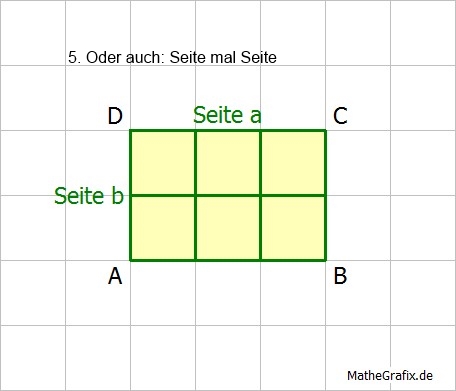 5. Oder auch: Seite mal Seite
D
Seite a
C
Seite b
A
B
MatheGrafix.de